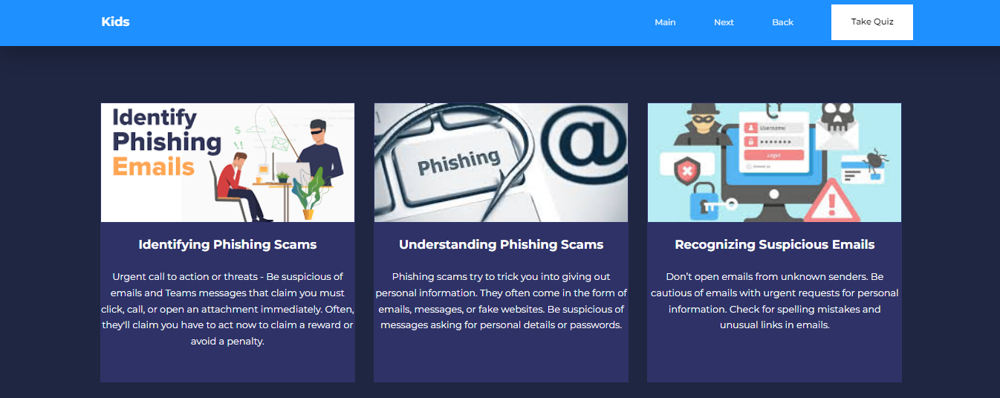 Kids
Main
Next
Back
Take Quiz
Identify
Phishing
Emails
Phishing
@
Username
Login
Identifying Phishing Scams
Urgent call to action or threats - Be suspicious of
emails and Teams messages that claim you must
click, call, or open an attachment immediately. Often,
they'll claim you have to act now to claim a reward or
avoid a penalty.
Understanding Phishing Scams
Phishing scams try to trick you into giving out
personal information. They often come in the form of
emails, messages, or fake websites. Be suspicious of
messages asking for personal details or passwords.
Recognizing Suspicious Emails
Don’t open emails from unknown senders. Be
cautious of emails with urgent requests for personal
information. Check for spelling mistakes and
unusual links in emails.